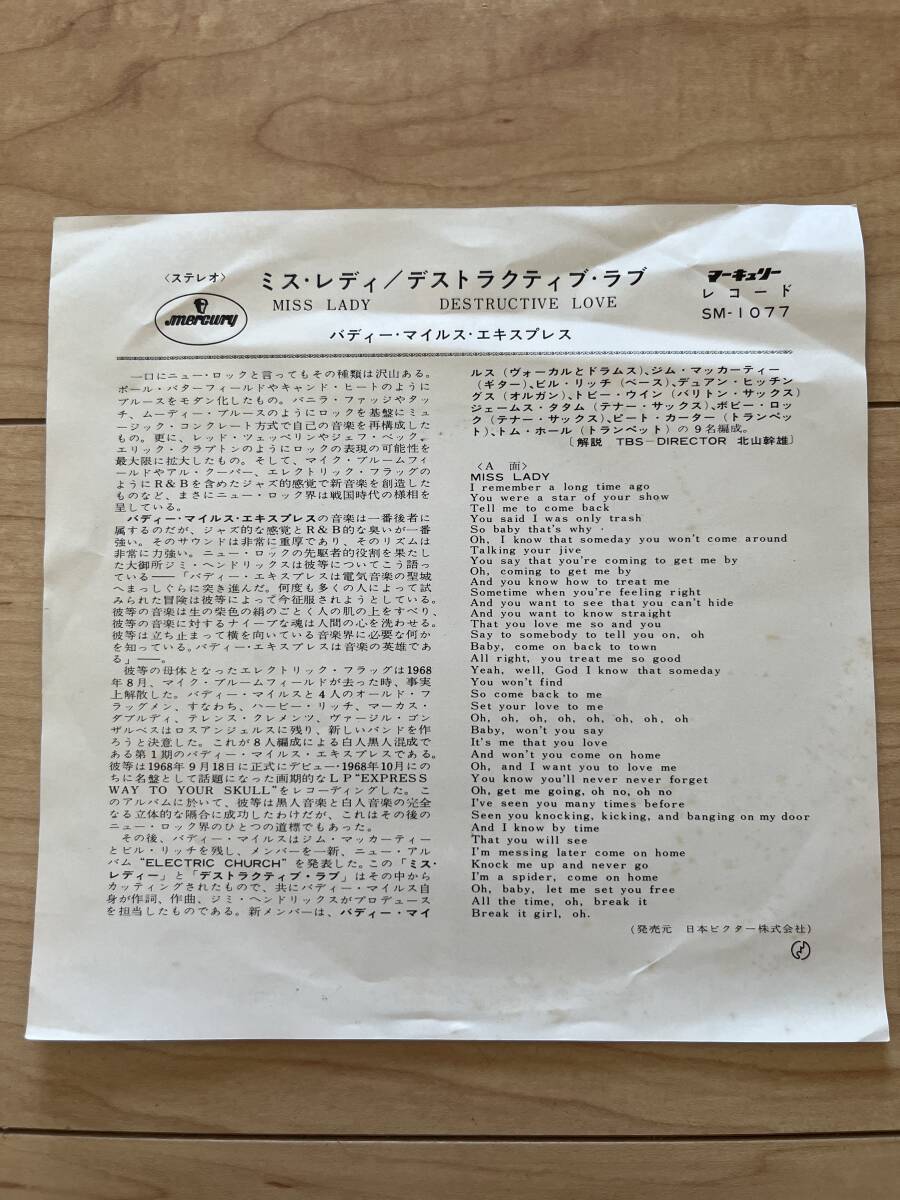 〈ステレオ〉
mercury
ミス・レディ／デストラクティブ・ラブ
MISS LADY DESTRUCTIVE LOVE
バディー・マイルス・エキスプレス
マーキュリー
レコード
SM-1077
一口にニュー・ロックと言ってもその種類は沢山ある。
ポール・バターフィールドやキャンド・ヒートのように
ブルースをモダン化したもの。バニラ・ファッジやタッ
チ、ムーディー・ブルースのようにロックを基盤にミュ
ージック・コンクレート方式で自己の音楽を再構成した
もの。更に、レッド・ツェッペリンやジェフ・ベック、
エリック・クラプトンのようにロックの表現の可能性を
最大限に拡大したもの。そして、マイク・ブルームフィ
ールドやアル・クーパー、エレクトリック・フラッグの
ようにR＆Bを含めたジャズ的感覚で新音楽を創造した
ものなど、まさにニュー・ロック界は戦国時代の様相を
呈している。
バディー・マイルス・エキスプレスの音楽は一番後者に
属するのだが、ジャズ的な感覚とR＆B的な臭いが一番
強い。そのサウンドは非常に重厚であり、そのリズムは
非常に力強い。ニュー・ロックの先駆者的役割を果たし
た大御所ジミ・ヘンドリックスは彼等についてこう語っ
ている――「バディー・エキスプレスは電気音楽の聖城
へまっしぐらに突き進んだ。何度も多くの人によって試
みられた冒険は彼等によって今征服されようとしている。
彼等の音楽は生の柴色の絹のごとく人の肌の上をすべり、
彼等の音楽に対するナイーブな魂は人間の心を洗わせる。
彼等は立ち止まって横を向いている音楽界に必要な何か
を知っている。バディー・エキスプレスは音楽の英雄であ
る」――。
彼等の母体となったエレクトリック・フラッグは1968
年8月、マイク・ブルームフィールドが去った時、事実
上解散した。バディー・マイルスと4人のオールド・フ
ラッグメン、すなわち、ハービー・リッチ、マーカス・
ダブルディ、テレンス・クレメンツ、ヴァージル・ゴン
ザルベスはロスアンジェルスに残り、新しいバンドを作
ろうと決意した。これが8人編成による白人黒人混成で
ある第1期のバディー・マイルス・エキスプレスである。
彼等は1968年9月18日に正式にデビュー・1968年10月にの
ちに名盤として話題になった画期的なLP“EXPRESS
WAY TO YOUR SKULL”をレコーディングした。こ
のアルバムに於いて、彼等は黒人音楽と白人音楽の完全
なる立体的な隔合に成功したわけだが、これはその後の
ニュー・ロック界のひとつの道標でもあった。
その後、バディー・マイルスはジム・マッカーティー
とビル・リッチを残し、メンバーを一新、ニュー・アル
バム“ELECTRIC CHURCH”を発表した。この「ミス・
レディー」と「デストラクティブ・ラブ」はその中から
カッティングされたもので、共にバディー・マイルス自
身が作詞、作曲、ジミ・ヘンドリックスがプロデュース
を担当したものである。新メンバーは、バディー・マイ
ルス（ヴォーカルとドラムス）、ジム・マッカーティー
（ギター）、ビル・リッチ（ベース）、デュアン・ヒッチン
グス（オルガン）、トビー・ウイン（バリトン・サックス）
ジェームス・タタム（テナー・サックス）、ボビー・ロッ
ク（テナー・サックス）、ピート・カーター（トランペッ
ト）、トム・ホール（トランペット）の9名編成。
〔解説 TBS－DIRECTOR 北山幹雄〕
〈A 面〉
MISS LADY
I remember a long time ago
You were a star of your show
Tell me to come back
You said I was only trash
So baby that's why
Oh, I know that someday you won't come around
Talking your jive
You say that you're coming to get me by
Oh, coming to get me by
And you know how to treat me
Sometime when you're feeling right
And you want to see that you can't hide
And you want to know straight
That you love me so and you
Say to somebody to tell you on, oh
Baby, come on back to town
All right, you treat me so good
Yeah, well, God I know that someday
You won't find
So come back to me
Set your love to me
Oh, oh, oh, oh, oh, oh, oh, oh
Baby, won't you say
It's me that you love
And won't you come on home
Oh, and I want you to love me
You know you'll never never forget
Oh, get me going, oh no, oh no
I've seen you many times before
Seen you knocking, kicking, and banging on my door
And I know by time
That you will see
I'm messing later come on home
Knock me up and never go
I'm a spider, come on home
Oh, baby, let me set you free
All the time, oh, break it
Break it girl, oh.
（発売元 日本ビクター株式会社）